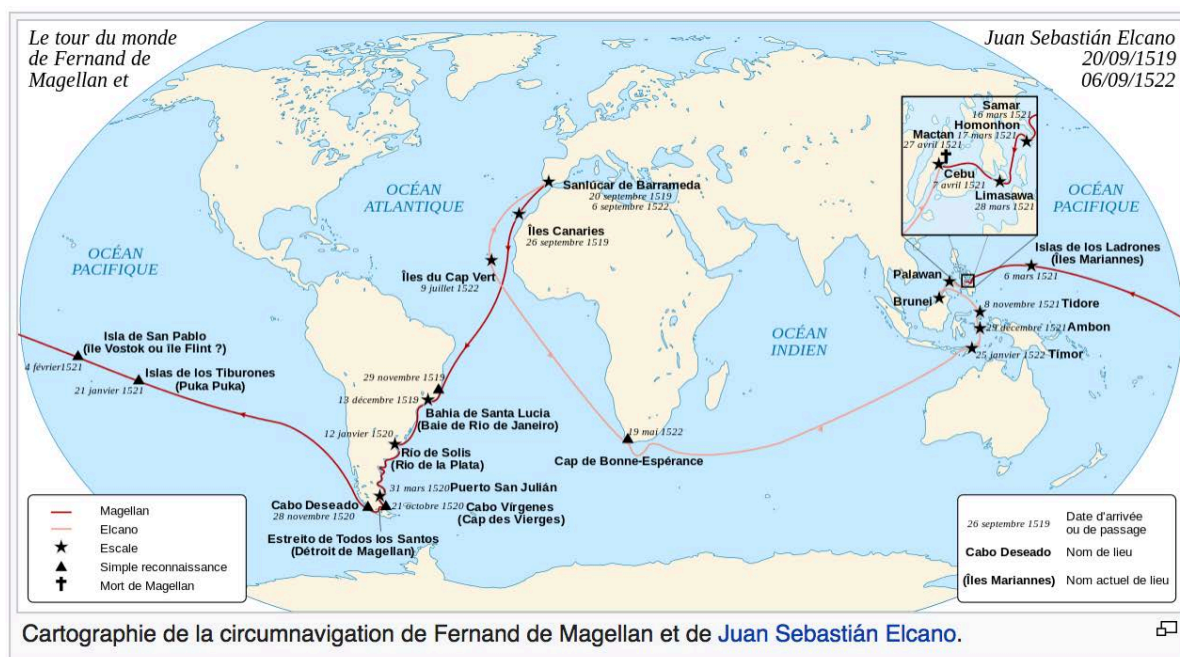 Le tour du monde
de Fernand de
Magellan et
Juan Sebastián Elcano
20/09/1519
06/09/1522
Samar
16 mars 1521
Homonhon
17 mars 1521
Mactan
27 avril 1521
Cebu
7 avril 1521
Limasawa
28 mars 1521
OCÉAN
ATLANTIQUE
Sanlúcar de Barrameda
20 septembre 1519
6 septembre 1522
Îles Canaries
26 septembre 1519
OCÉAN
PACIFIQUE
OCÉAN
PACIFIQUE
Îles du Cap Vert
9 juillet 1522
Islas de los Ladrones
(Îles Mariannes)
6 mars 1521
Palawan
Brunei
8 novembre 1521 Tidore
29 décembre 1521 Ambon
25 janvier 1522 Tímor
OCÉAN
INDIEN
Isla de San Pablo
(île Vostok ou île Flint ?)
4 février1521
Islas de los Tiburones
(Puka Puka)
21 janvier 1521
29 novembre 1519
13 décembre 1519
Bahia de Santa Lucia
(Baie de Rio de Janeiro)
12 janvier 1520
Río de Solis
(Rio de la Plata)
19 mai 1522
Cap de Bonne-Espérance
31 mars 1520 Puerto San Julián
Cabo Deseado
28 novembre 1520
21 octobre 1520 Cabo Vírgenes
(Cap des Vierges)
Estreito de Todos los Santos
(Détroit de Magellan)
Magellan
Elcano
Escale
Simple reconnaissance
Mort de Magellan
26 septembre 1519 Date d'arrivée
ou de passage
Cabo Deseado Nom de lieu
(Îles Mariannes) Nom actuel de lieu
Cartographie de la circumnavigation de Fernand de Magellan et de Juan Sebastián Elcano.